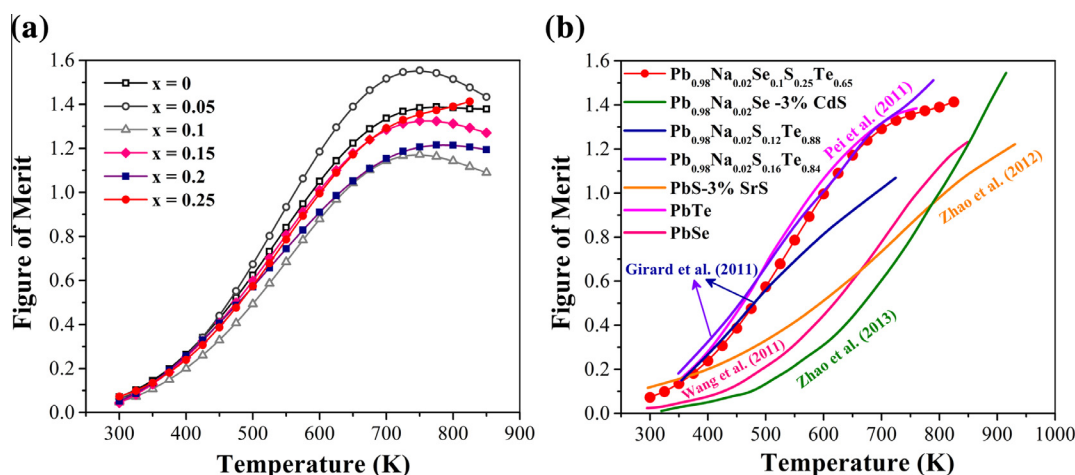 (a)
Figure of Merit
1.6
1.4
1.2
1.0
0.8
0.6
0.4
0.2
0.0
x = 0
x = 0.05
x = 0.1
x = 0.15
x = 0.2
x = 0.25
300 400 500 600 700 800 900
Temperature (K)
(b)
Figure of Merit
1.6
1.4
1.2
1.0
0.8
0.6
0.4
0.2
0.0
Pb0.98Na0.02Se0.1S0.25Te0.65
Pb0.98Na0.02Se -3% CdS
Pb0.98Na0.02S0.12Te0.88
Pb0.98Na0.02S0.16Te0.84
PbS-3% SrS
PbTe
PbSe
Pei et al. (2011)
Zhao et al. (2012)
Girard et al. (2011)
Wang et al. (2011)
Zhao et al. (2013)
300 400 500 600 700 800 900 1000
Temperature (K)